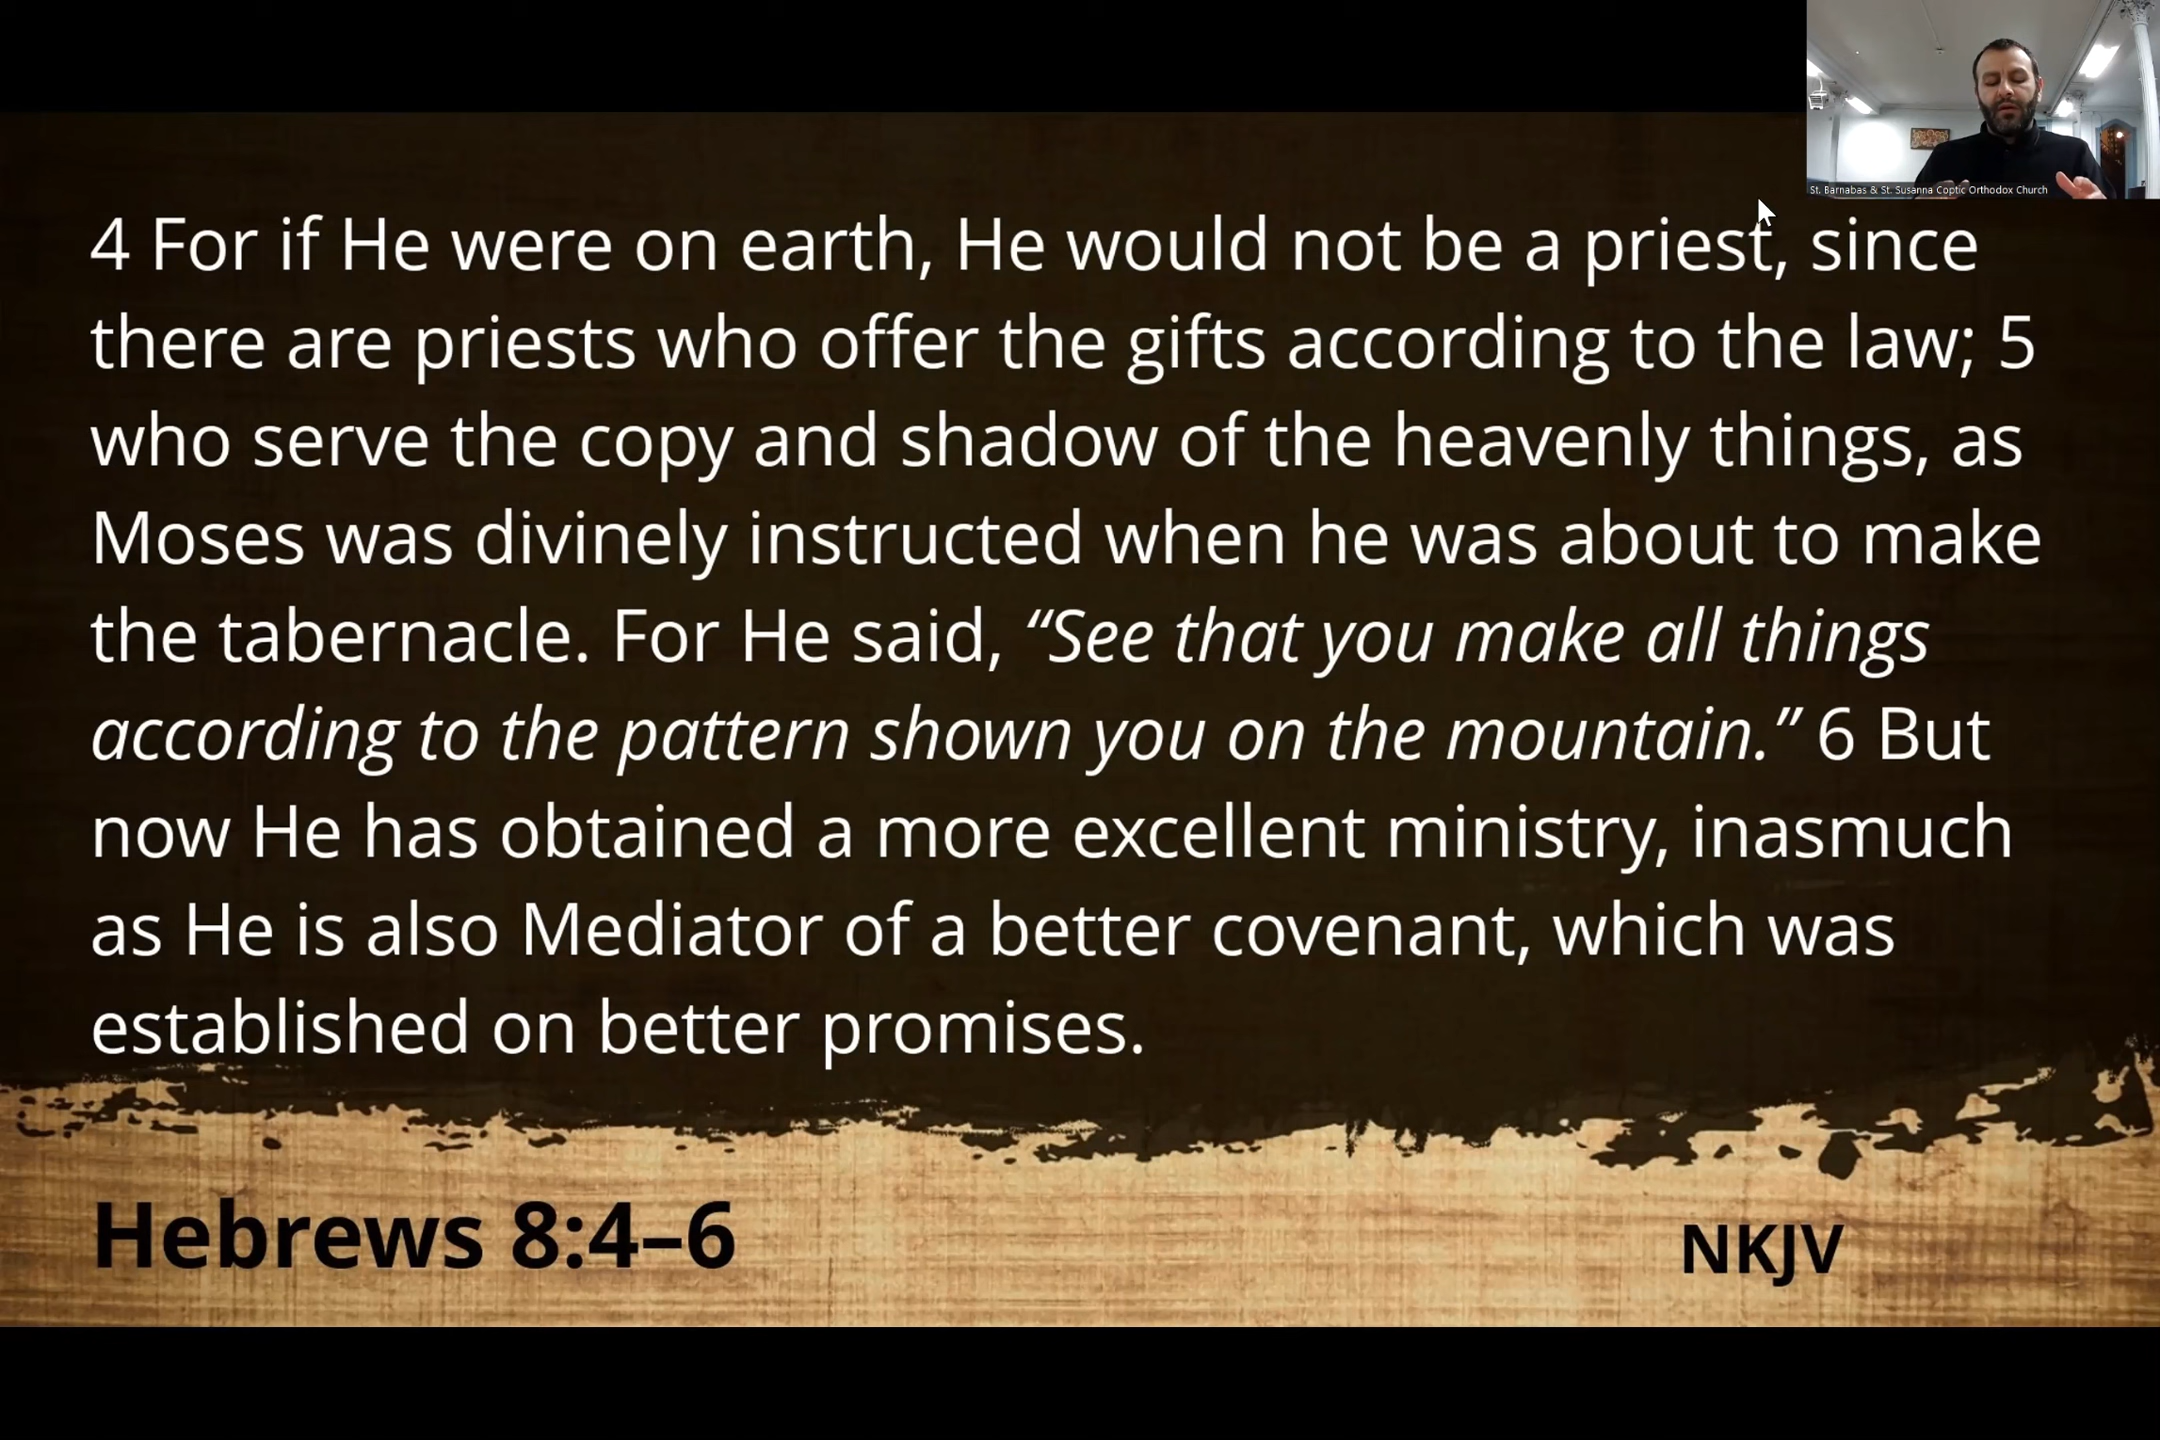 St. Barnabas & St. Susanna Coptic Orthodox Church
4 For if He were on earth, He would not be a priest, since
there are priests who offer the gifts according to the law; 5
who serve the copy and shadow of the heavenly things, as
Moses was divinely instructed when he was about to make
the tabernacle. For He said, “See that you make all things
according to the pattern shown you on the mountain.” 6 But
now He has obtained a more excellent ministry, inasmuch
as He is also Mediator of a better covenant, which was
established on better promises.
Hebrews 8:4–6
NKJV